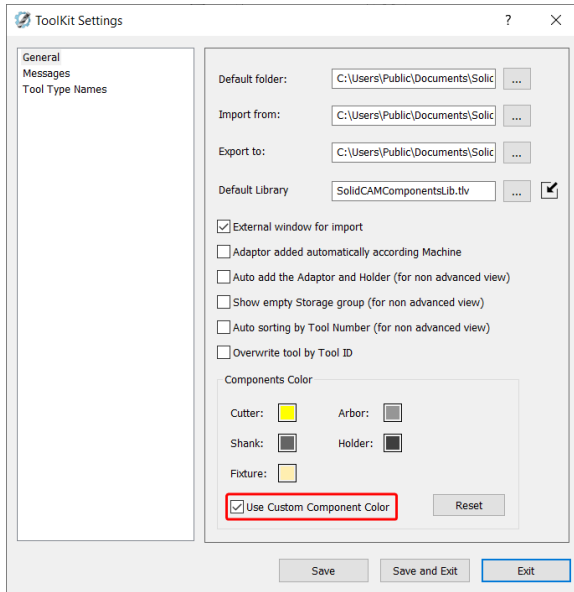 ToolKit Settings ?
General
Messages
Tool Type Names
Default folder: C:\Users\Public\Documents\Solic ...
Import from: C:\Users\Public\Documents\Solic ...
Export to: C:\Users\Public\Documents\Solic ...
Default Library SolidCAMComponentsLib.tlv ...
External window for import
Adaptor added automatically according Machine
Auto add the Adaptor and Holder (for non advanced view)
Show empty Storage group (for non advanced view)
Auto sorting by Tool Number (for non advanced view)
Overwrite tool by Tool ID
Components Color
Cutter: Arbor:
Shank: Holder:
Fixture:
Use Custom Component Color Reset
Save Save and Exit Exit